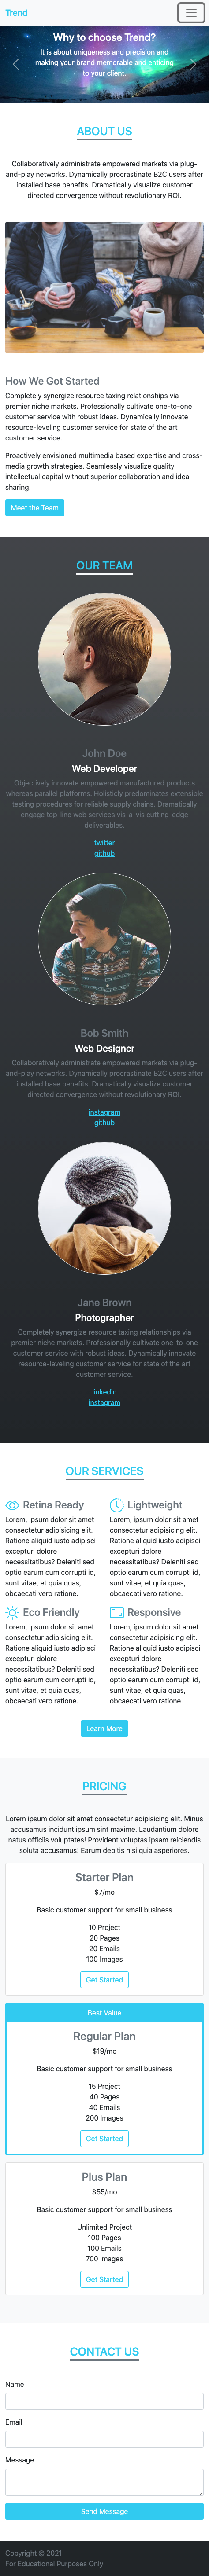 Trend
Why to choose Trend?
It is about uniqueness and precision and
making your brand memorable and enticing
to your client.
ABOUT US
Collaboratively administrate empowered markets via plug-
and-play networks. Dynamically procrastinate B2C users after
installed base benefits. Dramatically visualize customer
directed convergence without revolutionary ROI.
How We Got Started
Completely synergize resource taxing relationships via
premier niche markets. Professionally cultivate one-to-one
customer service with robust ideas. Dynamically innovate
resource-leveling customer service for state of the art
customer service.
Proactively envisioned multimedia based expertise and cross-
media growth strategies. Seamlessly visualize quality
intellectual capital without superior collaboration and idea-
sharing.
Meet the Team
OUR TEAM
John Doe
Web Developer
Objectively innovate empowered manufactured products
whereas parallel platforms. Holisticly predominates extensible
testing procedures for reliable supply chains. Dramatically
engage top-line web services vis-a-vis cutting-edge
deliverables.
twitter
github
Bob Smith
Web Designer
Collaboratively administrate empowered markets via plug-
and-play networks. Dynamically procrastinate B2C users after
installed base benefits. Dramatically visualize customer
directed convergence without revolutionary ROI.
instagram
github
Jane Brown
Photographer
Completely synergize resource taxing relationships via
premier niche markets. Professionally cultivate one-to-one
customer service with robust ideas. Dynamically innovate
resource-leveling customer service for state of the art
customer service.
linkedin
instagram
OUR SERVICES
Retina Ready
Lorem, ipsum dolor sit amet
consectetur adipisicing elit.
Ratione aliquid iusto adipisci
excepturi dolore
necessitatibus? Deleniti sed
optio earum cum corrupti id,
sunt vitae, et quia quas,
obcaecati vero ratione.
Lightweight
Lorem, ipsum dolor sit amet
consectetur adipisicing elit.
Ratione aliquid iusto adipisci
excepturi dolore
necessitatibus? Deleniti sed
optio earum cum corrupti id,
sunt vitae, et quia quas,
obcaecati vero ratione.
Eco Friendly
Lorem, ipsum dolor sit amet
consectetur adipisicing elit.
Ratione aliquid iusto adipisci
excepturi dolore
necessitatibus? Deleniti sed
optio earum cum corrupti id,
sunt vitae, et quia quas,
obcaecati vero ratione.
Responsive
Lorem, ipsum dolor sit amet
consectetur adipisicing elit.
Ratione aliquid iusto adipisci
excepturi dolore
necessitatibus? Deleniti sed
optio earum cum corrupti id,
sunt vitae, et quia quas,
obcaecati vero ratione.
Learn More
PRICING
Lorem ipsum dolor sit amet consectetur adipisicing elit. Minus
accusamus incidunt ipsum sint maxime. Laudantium dolore
natus officiis voluptates! Provident voluptas ipsam reiciendis
soluta accusamus! Earum debitis nisi quia asperiores.
Starter Plan
$7/mo
Basic customer support for small business
10 Project
20 Pages
20 Emails
100 Images
Get Started
Best Value
Regular Plan
$19/mo
Basic customer support for small business
15 Project
40 Pages
40 Emails
200 Images
Get Started
Plus Plan
$55/mo
Basic customer support for small business
Unlimited Project
100 Pages
100 Emails
700 Images
Get Started
CONTACT US
Name
Email
Message
Send Message
Copyright © 2021
For Educational Purposes Only